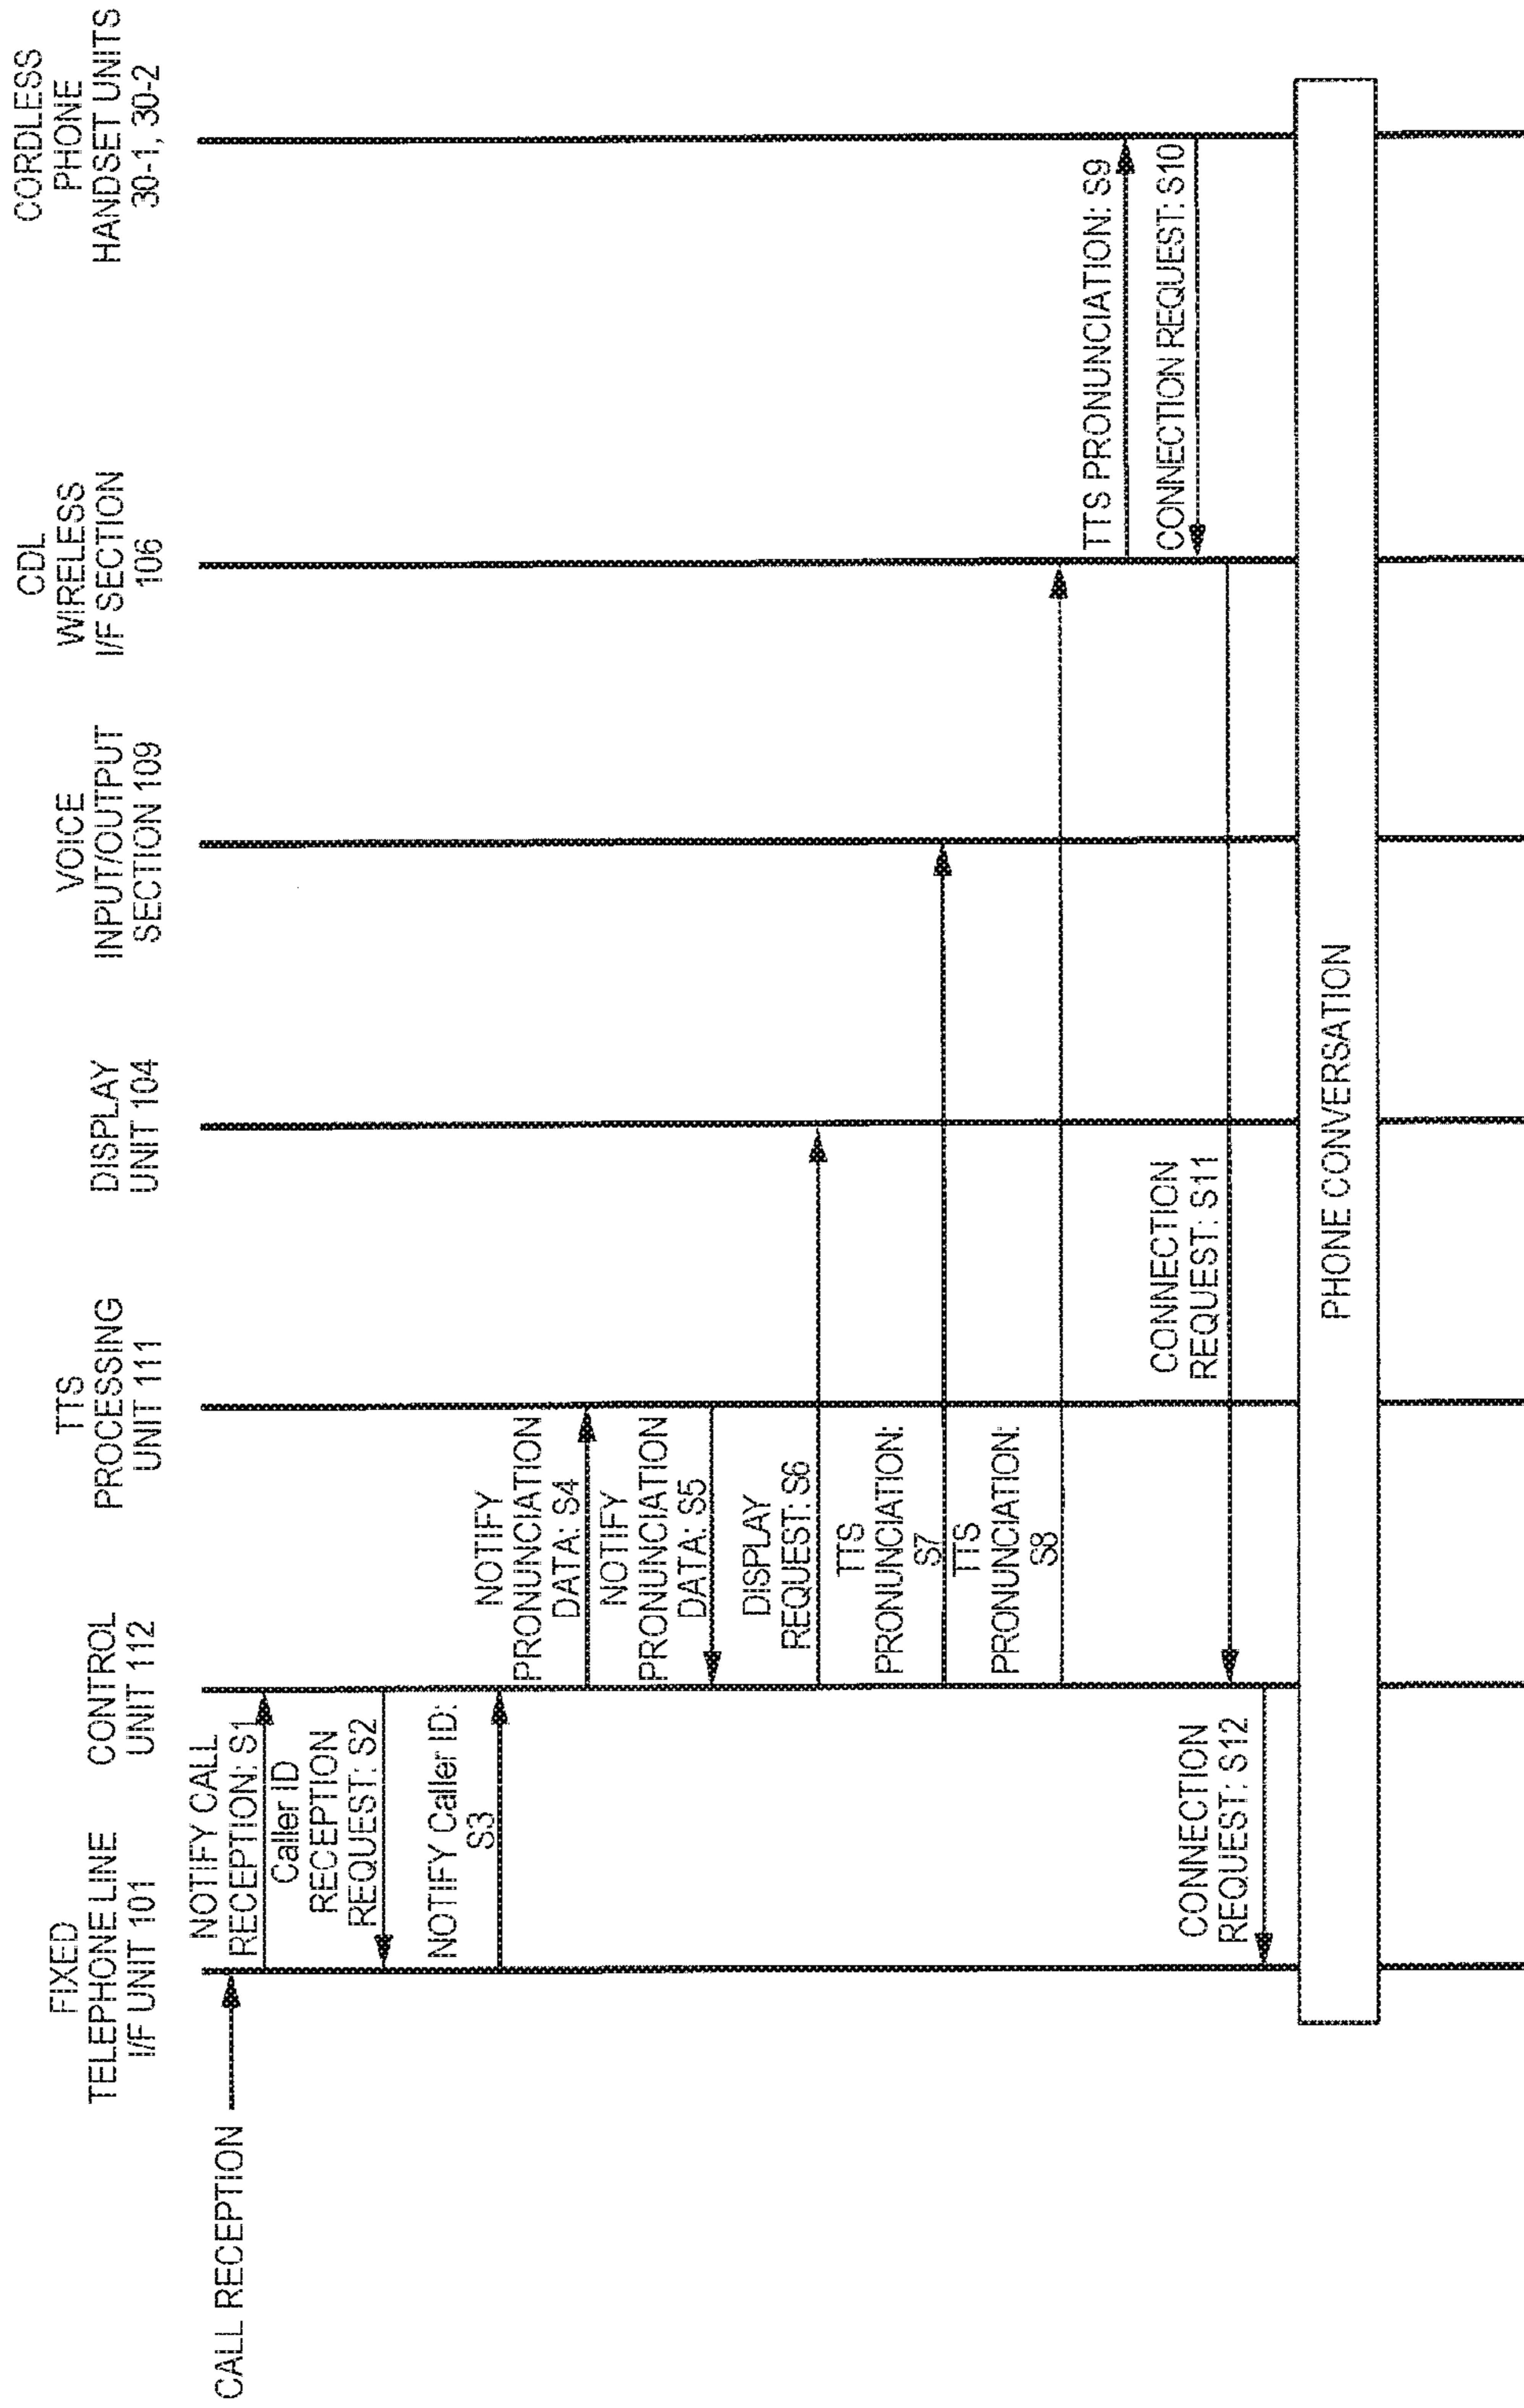 FIXED
TELEPHONE LINE
I/F UNIT 101
CONTROL
UNIT 112
TTS
PROCESSING
UNIT 111
DISPLAY
UNIT 104
VOICE
INPUT/OUTPUT
SECTION 109
CDL
WIRELESS
I/F SECTION
106
CORDLESS
PHONE
HANDSET UNITS
30-1, 30-2
CALL RECEPTION
NOTIFY CALL
RECEPTION: S1
Caller ID
RECEPTION
REQUEST: S2
NOTIFY Caller ID:
S3
NOTIFY
PRONUNCIATION
DATA: S4
NOTIFY
PRONUNCIATION
DATA: S5
DISPLAY
REQUEST: S6
TTS
PRONUNCIATION:
S7
TTS
PRONUNCIATION:
S8
TTS PRONUNCIATION: S9
CONNECTION REQUEST: S10
CONNECTION
REQUEST: S11
CONNECTION
REQUEST: S12
PHONE CONVERSATION